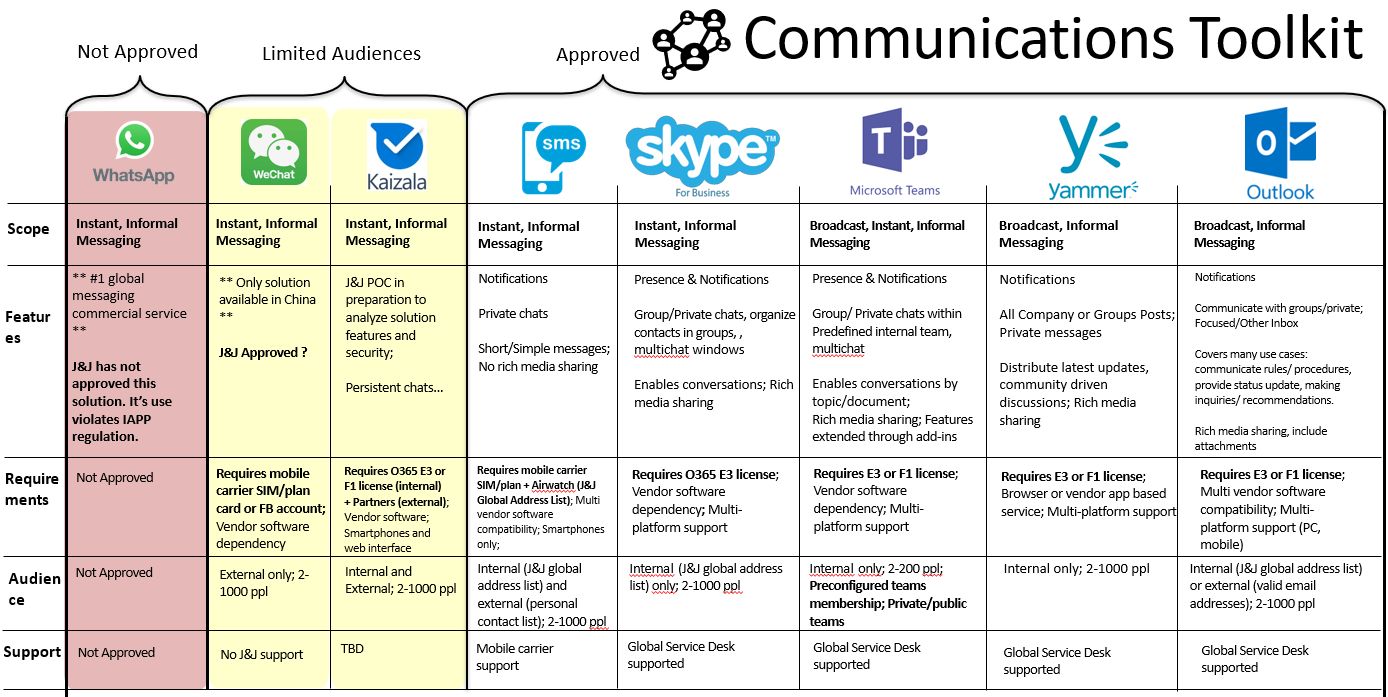 Communications Toolkit
Not Approved
Limited Audiences
Approved
WhatsApp
WeChat
Kaizala
sms
skype™
For Business
T
Microsoft Teams
yammer
O
Outlook
Scope
Instant, Informal
Messaging
Instant, Informal
Messaging
Instant, Informal
Messaging
Instant, Informal
Messaging
Instant, Informal
Messaging
Broadcast, Instant, Informal
Messaging
Broadcast, Informal
Messaging
Broadcast, Informal
Messaging
Featur
es
** #1 global
messaging
commercial service
**
J&J has not
approved this
solution. It’s use
violates IAPP
regulation.
** Only solution
available in China
**
J&J Approved ?
J&J POC in
preparation to
analyze solution
features and
security;
Persistent chats...
Notifications
Private chats
Short/Simple messages;
No rich media sharing
Presence & Notifications
Group/Private chats, organize
contacts in groups, ,
multichat windows
Enables conversations; Rich
media sharing
Presence & Notifications
Group/ Private chats within
Predefined internal team,
multichat
Enables conversations by
topic/document;
Rich media sharing; Features
extended through add-ins
Notifications
All Company or Groups Posts;
Private messages
Distribute latest updates,
community driven
discussions; Rich media
sharing
Notifications
Communicate with groups/private;
Focused/Other Inbox
Covers many use cases:
communicate rules/ procedures,
provide status update, making
inquiries/ recommendations.
Rich media sharing, include
attachments
Require
ments
Not Approved
Requires mobile
carrier SIM/plan
card or FB account;
Vendor software
dependency
Requires O365 E3 or
F1 license (internal)
+ Partners (external);
Vendor software;
Smartphones and
web interface
Requires mobile carrier
SIM/plan + Airwatch (J&J
Global Address List); Multi
vendor software
compatibility; Smartphones
only;
Requires O365 E3 license;
Vendor software
dependency; Multi-
platform support
Requires E3 or F1 license;
Vendor software
dependency; Multi-
platform support
Requires E3 or F1 license;
Browser or vendor app based
service; Multi-platform support
Requires E3 or F1 license;
Multi vendor software
compatibility; Multi-
platform support (PC,
mobile)
Audien
ce
Not Approved
External only; 2-
1000 ppl
Internal and
External; 2-1000 ppl
Internal (J&J global
address list) and
external (personal
contact list); 2-1000 ppl
Internal (J&J global address
list) only; 2-1000 ppl
Internal only; 2-200 ppl;
Preconfigured teams
membership; Private/public
teams
Internal only; 2-1000 ppl
Internal (J&J global address list)
or external (valid email
addresses); 2-1000 ppl
Support
Not Approved
No J&J support
TBD
Mobile carrier
support
Global Service Desk
supported
Global Service Desk
supported
Global Service Desk
supported
Global Service Desk
supported